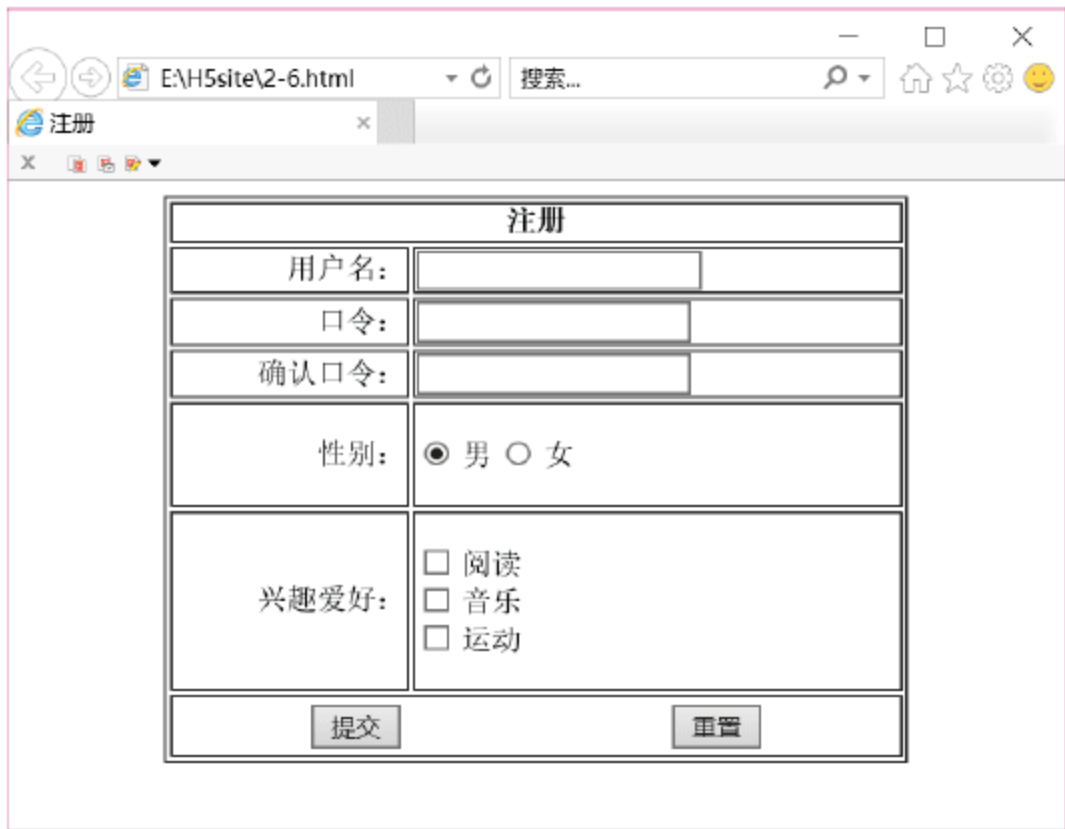 E:\H5site\2-6.html
搜索...
注册
注册
用户名：
口令：
确认口令：
性别：
男 女
兴趣爱好：
阅读
音乐
运动
提交 重置